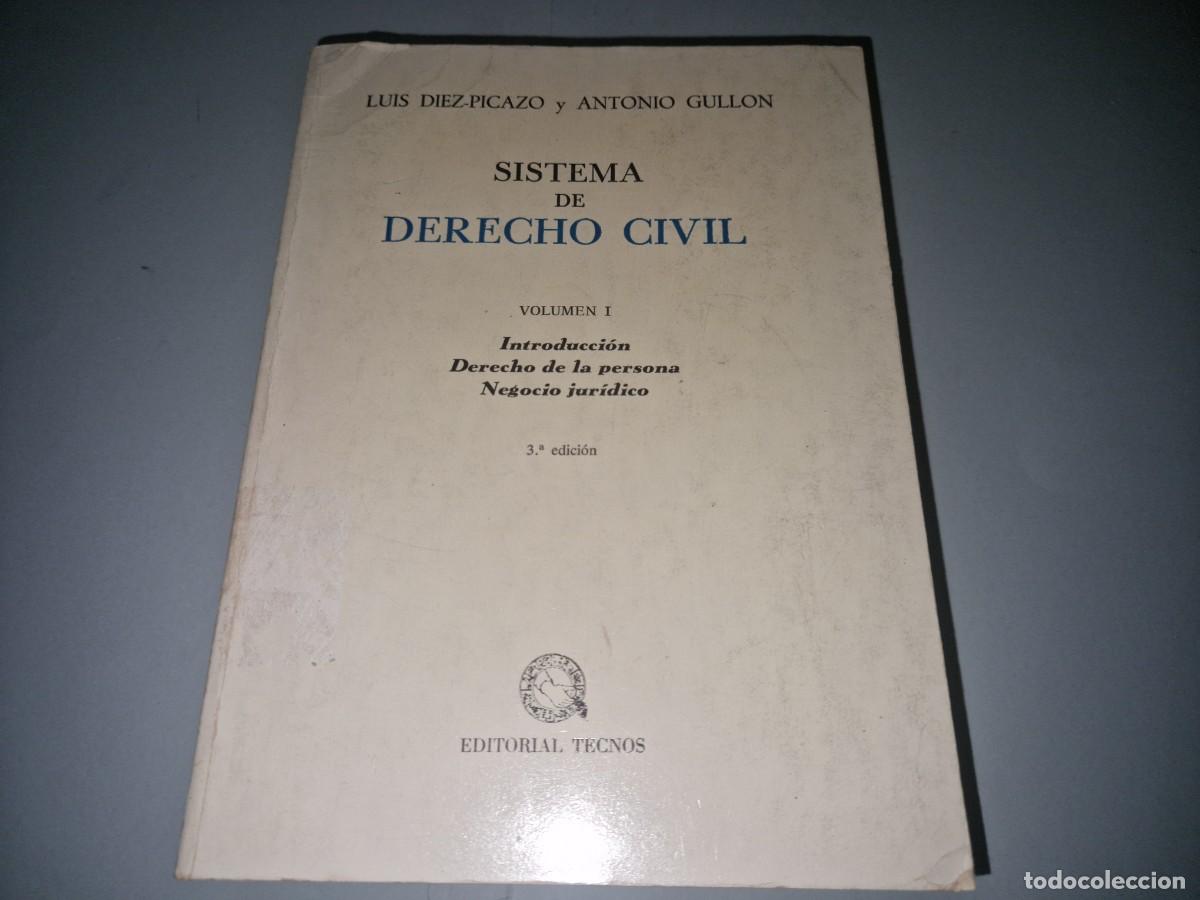 LUIS DIEZ-PICAZO y ANTONIO GULLON
SISTEMA
DE
DERECHO CIVIL
VOLUMEN I
Introducción
Derecho de la persona
Negocio jurídico
3.ª edición
EDITORIAL TECNOS
todocoleccion